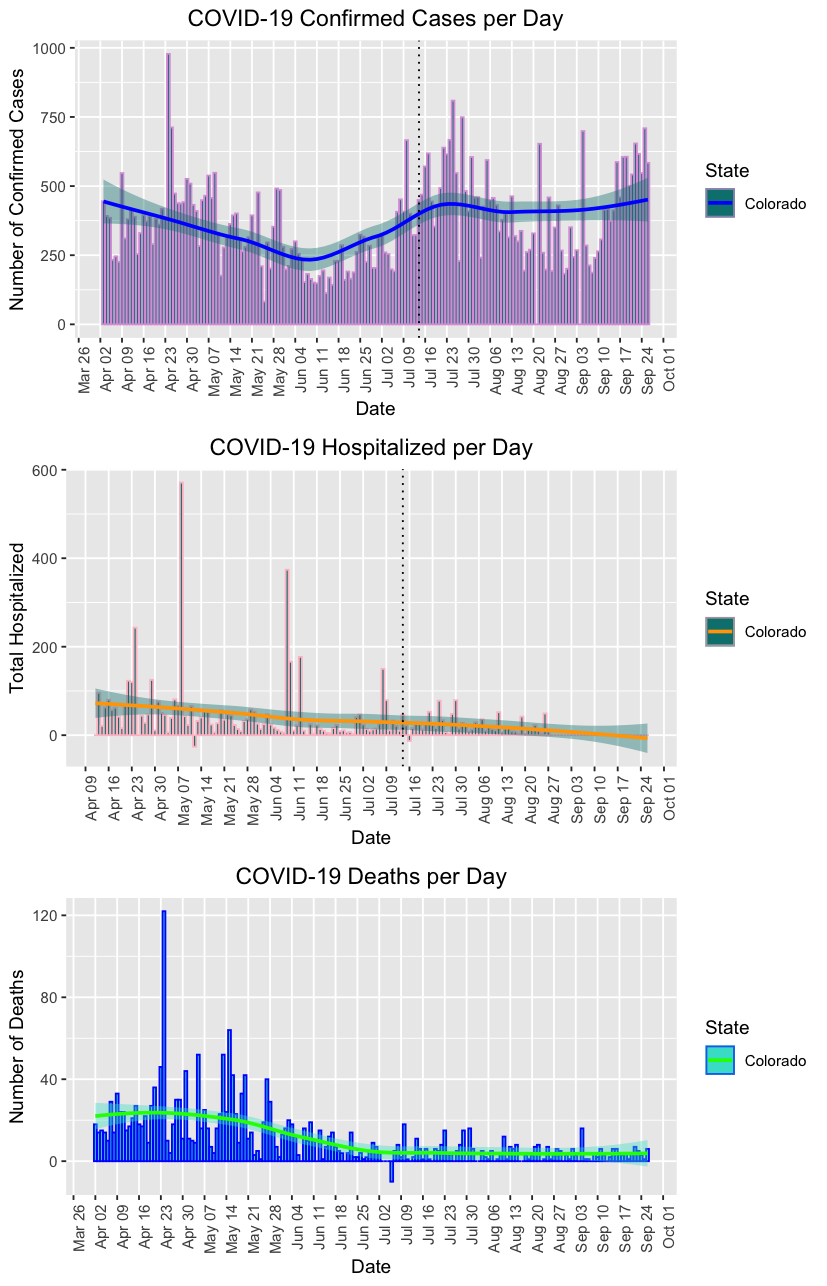 COVID-19 Confirmed Cases per Day
1000
750
500
250
0
Number of Confirmed Cases
Mar 26
Apr 02
Apr 09
Apr 16
Apr 23
Apr 30
May 07
May 14
May 21
May 28
Jun 04
Jun 11
Jun 18
Jun 25
Jul 02
Jul 09
Jul 16
Jul 23
Jul 30
Aug 06
Aug 13
Aug 20
Aug 27
Sep 03
Sep 10
Sep 17
Sep 24
Oct 01
Date
State
Colorado
COVID-19 Hospitalized per Day
600
400
200
0
Total Hospitalized
Apr 09
Apr 16
Apr 23
Apr 30
May 07
May 14
May 21
May 28
Jun 04
Jun 11
Jun 18
Jun 25
Jul 02
Jul 09
Jul 16
Jul 23
Jul 30
Aug 06
Aug 13
Aug 20
Aug 27
Sep 03
Sep 10
Sep 17
Sep 24
Oct 01
Date
State
Colorado
COVID-19 Deaths per Day
120
80
40
0
Number of Deaths
Mar 26
Apr 02
Apr 09
Apr 16
Apr 23
Apr 30
May 07
May 14
May 21
May 28
Jun 04
Jun 11
Jun 18
Jun 25
Jul 02
Jul 09
Jul 16
Jul 23
Jul 30
Aug 06
Aug 13
Aug 20
Aug 27
Sep 03
Sep 10
Sep 17
Sep 24
Oct 01
Date
State
Colorado